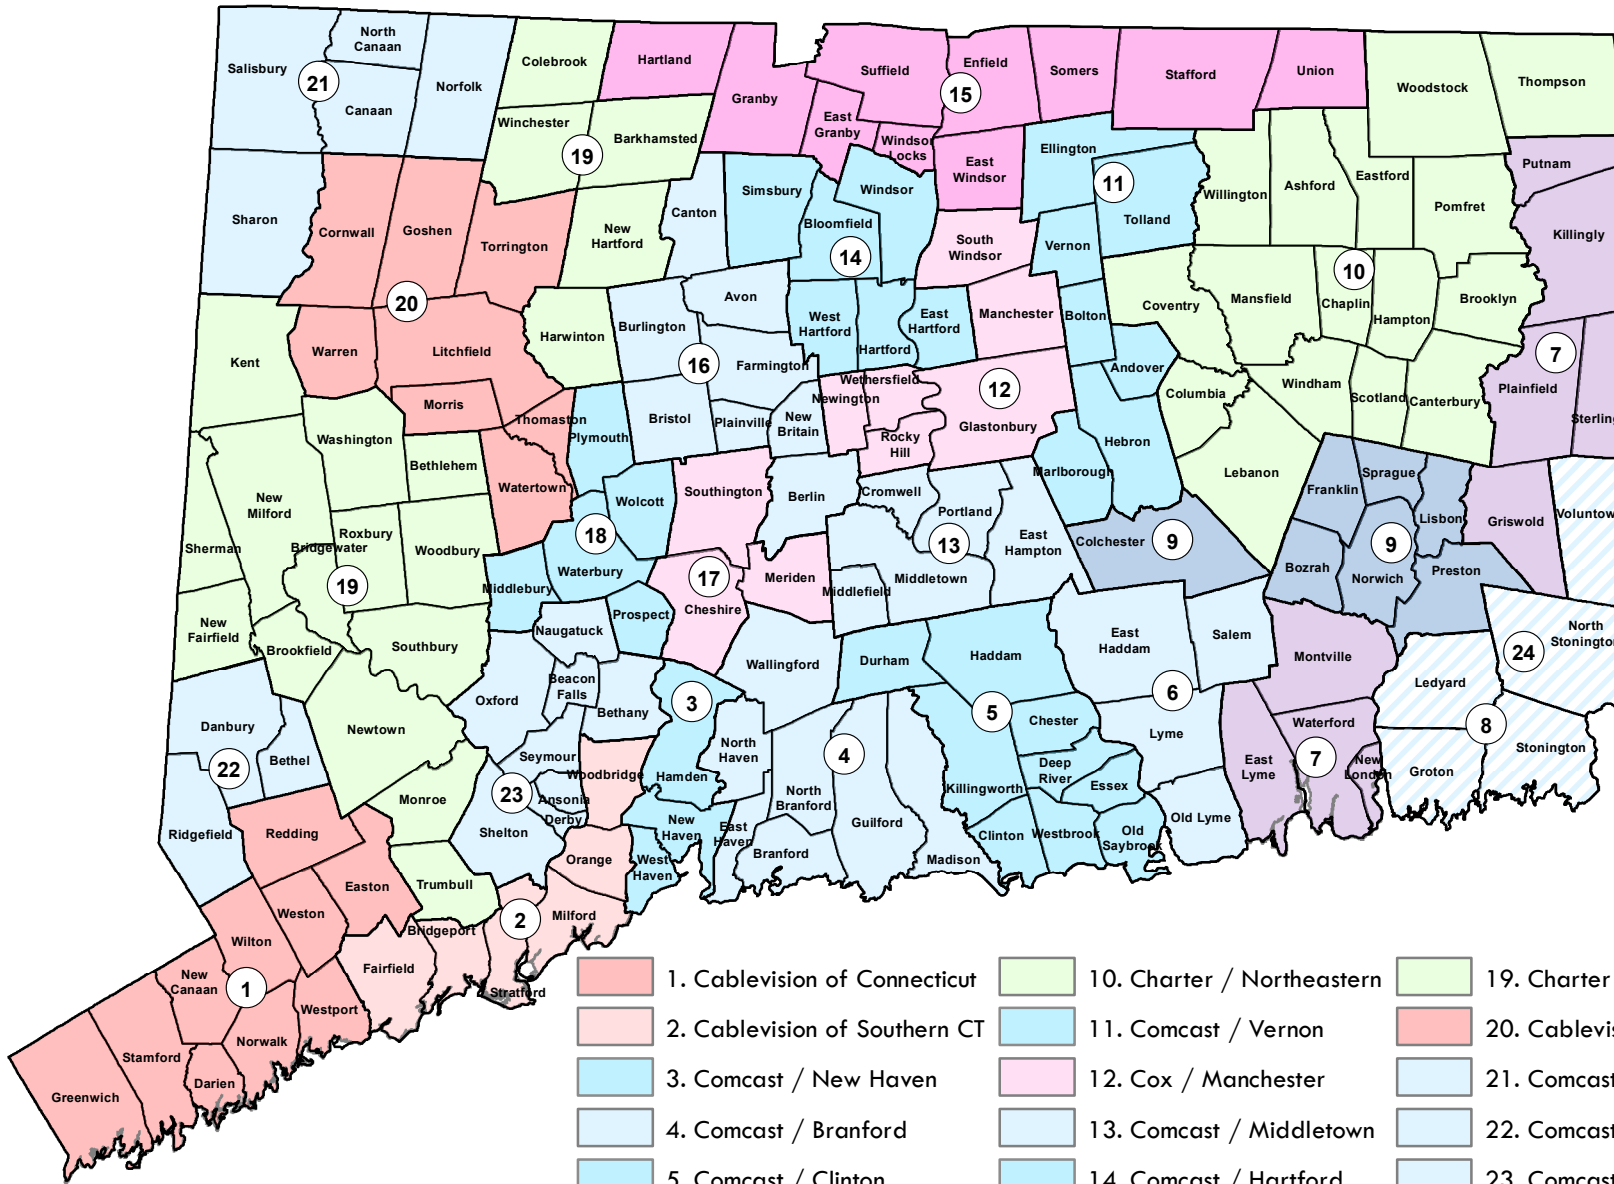 Salisbury
North
Canaan
21
Canaan
Norfolk
Colebrook
Hartland
Granby
Suffield
East
Granby
Windsor
Locks
Enfield
15
Somers
Stafford
Union
Woodstock
Thompson
Winchester
Barkhamsted
19
East
Windsor
Ellington
11
Tolland
Willington
Ashford
Eastford
Pomfret
Putnam
Killingly
Sharon
Cornwall
Goshen
Torrington
New
Hartford
Canton
Simsbury
Bloomfield
Windsor
14
South
Windsor
Vernon
20
Kent
Warren
Litchfield
Harwinton
Burlington
Avon
16
Farmington
West
Hartford
Hartford
East
Hartford
Manchester
Bolton
Coventry
Mansfield
10
Chaplin
Hampton
Brooklyn
7
Plainfield
Sterling
Andover
Columbia
Windham
Scotland
Canterbury
Morris
Thomaston
Plymouth
Bristol
Plainville
New
Britain
Newington
Wethersfield
Rocky
Hill
12
Glastonbury
Hebron
Marlborough
Lebanon
Franklin
Sprague
Lisbon
Griswold
Washington
Bethlehem
Watertown
Wolcott
Southington
Berlin
Cromwell
Portland
East
Hampton
Colchester
9
Bozrah
Norwich
9
Preston
New
Milford
Sherman
Bridgewater
Roxbury
Woodbury
19
18
Waterbury
Middlebury
Prospect
17
Cheshire
Meriden
Middlefield
Middletown
13
New
Fairfield
Brookfield
Southbury
Naugatuck
Wallingford
Durham
Haddam
East
Haddam
Salem
Montville
24
North
Stonington
Ledyard
Danbury
22
Bethel
Newtown
Oxford
Beacon
Falls
Bethany
3
Hamden
North
Haven
4
North
Branford
Guilford
Killingworth
5
Chester
Deep
River
Essex
6
Lyme
East
Lyme
Waterford
7
New
London
8
Groton
Stonington
Ridgefield
Redding
Monroe
Seymour
Woodbridge
23
Ansonia
Derby
Shelton
New
Haven
East
Haven
Branford
Madison
Clinton
Westbrook
Old
Saybrook
Old Lyme
Orange
West
Haven
Easton
Trumbull
Weston
Wilton
Bridgeport
2
Milford
Fairfield
Stratford
New
Canaan
1
Westport
Norwalk
Stamford
Darien
Greenwich
1. Cablevision of Connecticut
2. Cablevision of Southern CT
3. Comcast / New Haven
4. Comcast / Branford
5. Comcast / Clinton
10. Charter / Northeastern
11. Comcast / Vernon
12. Cox / Manchester
13. Comcast / Middletown
14. Comcast / Hartford
19. Charter
20. Cablevis
21. Comcast
22. Comcast
23. Comcast